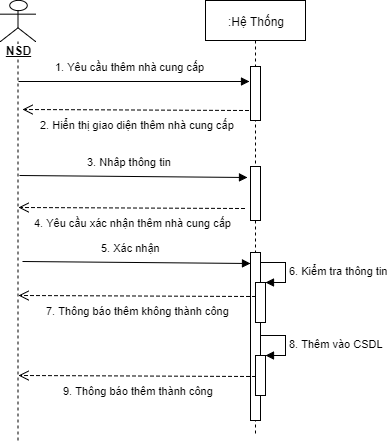 :Hệ Thống
NSD
1. Yêu cầu thêm nhà cung cấp
2. Hiển thị giao diện thêm nhà cung cấp
3. Nhập thông tin
4. Yêu cầu xác nhận thêm nhà cung cấp
5. Xác nhận
6. Kiểm tra thông tin
7. Thông báo thêm không thành công
8. Thêm vào CSDL
9. Thông báo thêm thành công